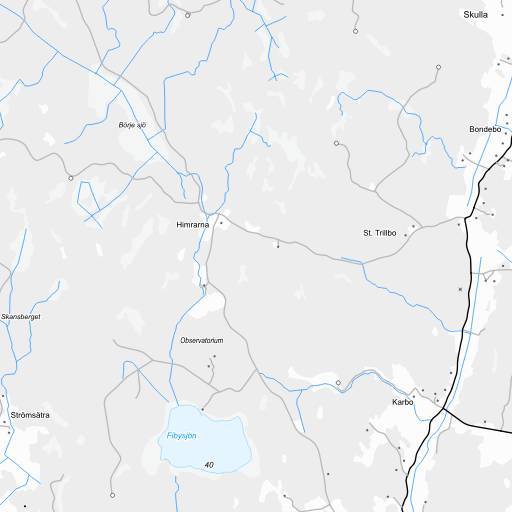 Skulla
Börje sjö
Bondebo
Himrarna
St. Trillbo
Skansberget
Observatorium
Karbo
Strömsätra
Fibysjön
40